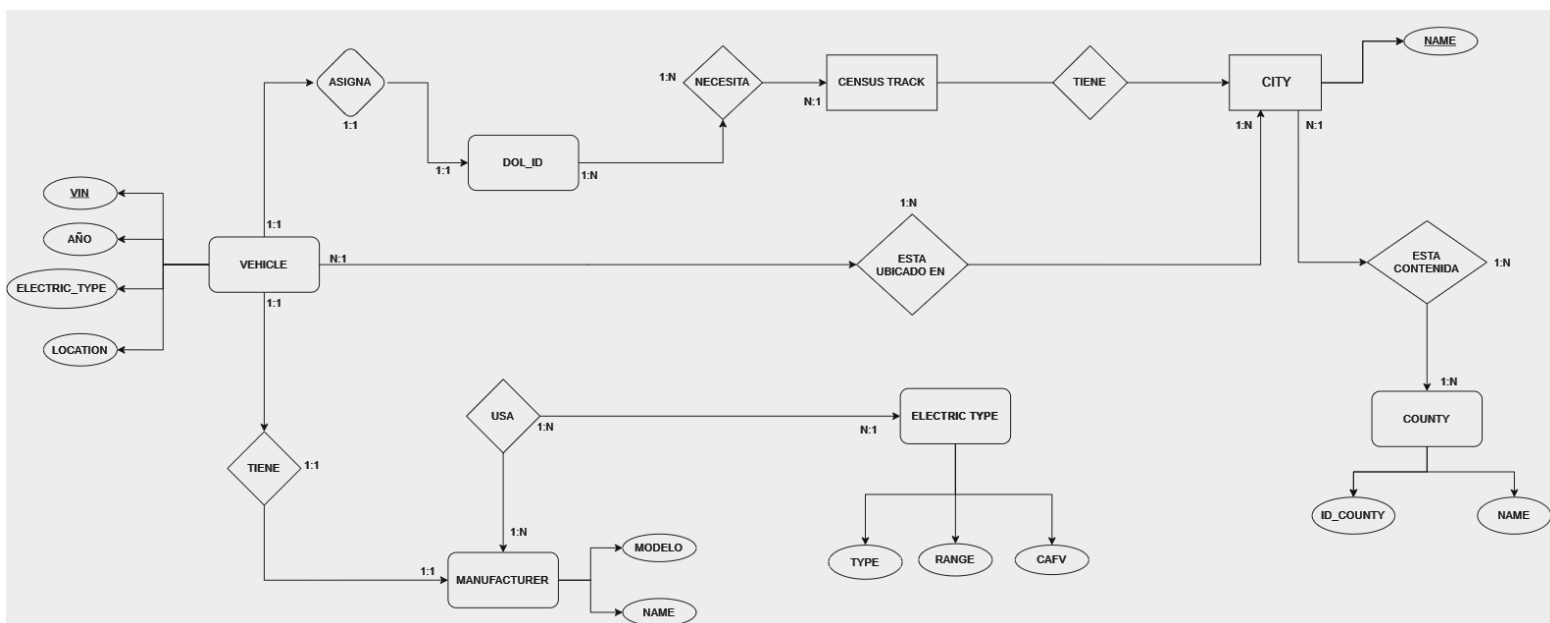 NAME
ASIGNA
1:N
NECESITA
CENSUS TRACK
TIENE
CITY
N:1
1:N
N:1
1:1
DOL_ID
1:1
1:N
VIN
1:N
1:1
AÑO
VEHICLE
N:1
ESTA
UBICADO EN
ESTA
CONTENIDA
1:N
ELECTRIC_TYPE
1:1
LOCATION
1:N
USA
ELECTRIC TYPE
COUNTY
1:N
N:1
TIENE
1:1
ID_COUNTY
NAME
1:N
MODELO
TYPE
RANGE
CAFV
1:1
MANUFACTURER
NAME